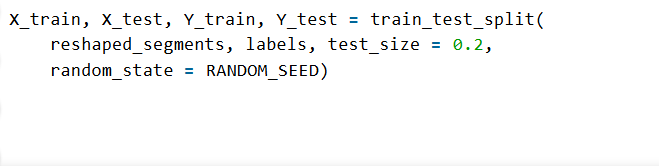 X_train, X_test, Y_train, Y_test = train_test_split(
    reshaped_segments, labels, test_size = 0.2,
    random_state = RANDOM_SEED)